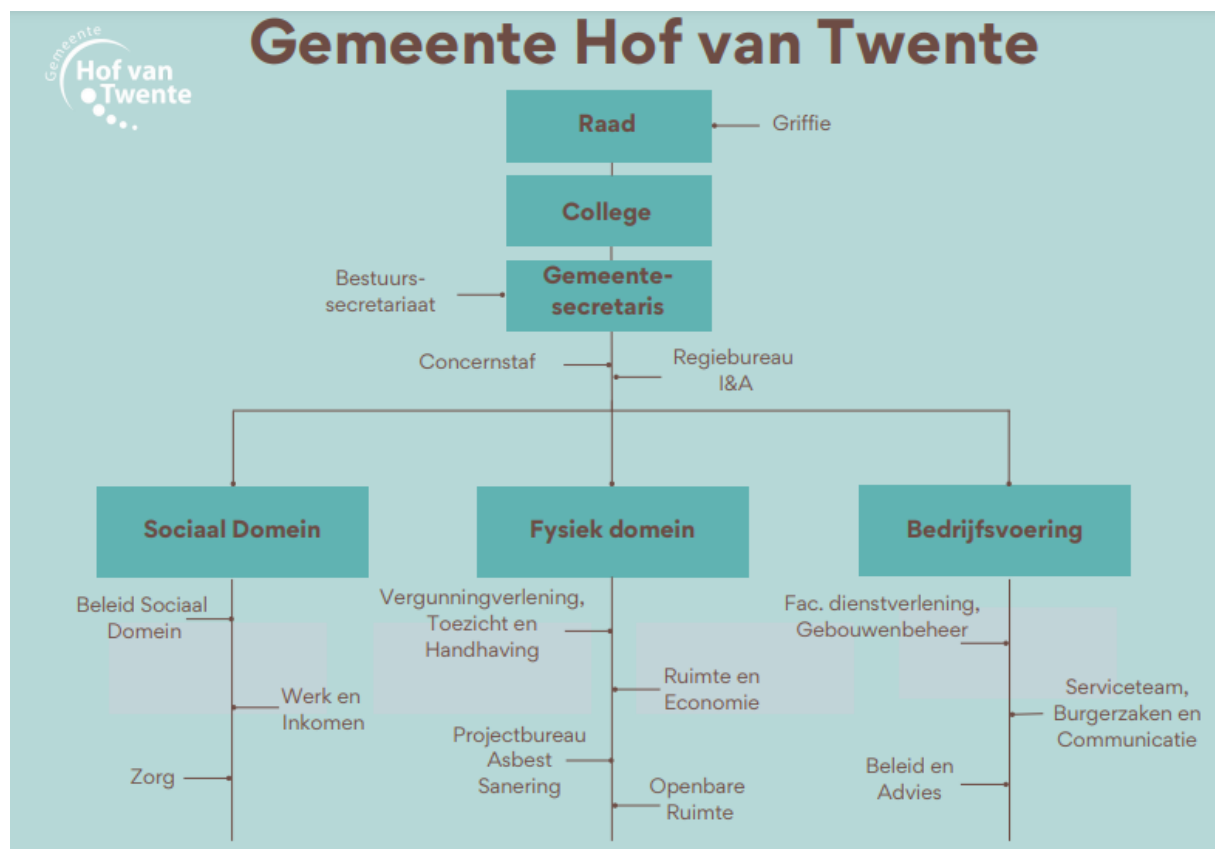 Gemeente
Hof van
Twente
Gemeente Hof van Twente
Raad
Griffie
College
Gemeente-
secretaris
Bestuurs-
secretariaat
Concernstaf
Regiebureau
I&A
Sociaal Domein
Fysiek domein
Bedrijfsvoering
Beleid Sociaal
Domein
Werk en
Inkomen
Zorg
Vergunningverlening,
Toezicht en
Handhaving
Ruimte en
Economie
Projectbureau
Asbest
Sanering
Openbare
Ruimte
Fac. dienstverlening,
Gebouwenbeheer
Serviceteam,
Burgerzaken en
Communicatie
Beleid en
Advies